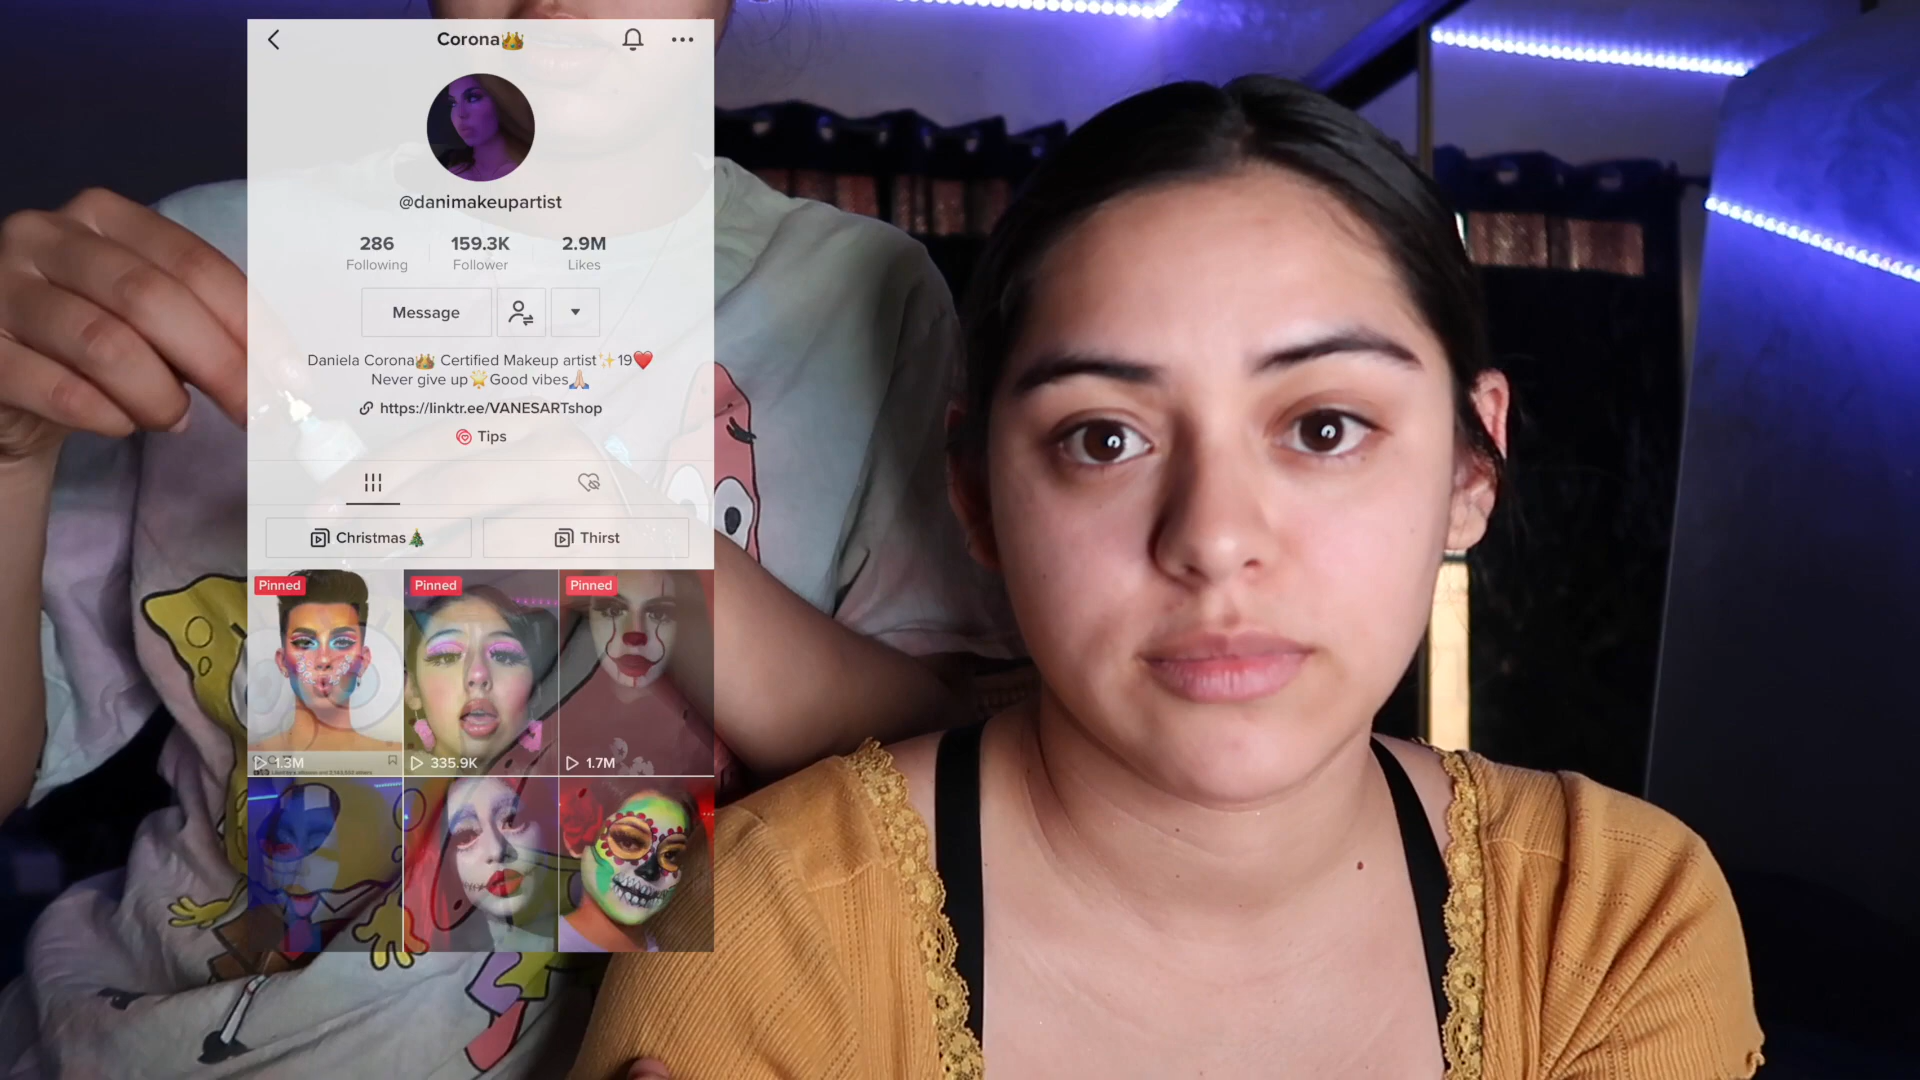 Corona👑
@danimakeupartist
286 159.3K 2.9M
Following Follower Likes
Message
Daniela Corona👑 Certified Makeup artist✨19❤️
Never give up🌟Good vibes🙏🏼
https://linktr.ee/VANESARTshop
Tips
Christmas🎄 Thirst
Pinned Pinned Pinned
1.3M 335.9K 1.7M